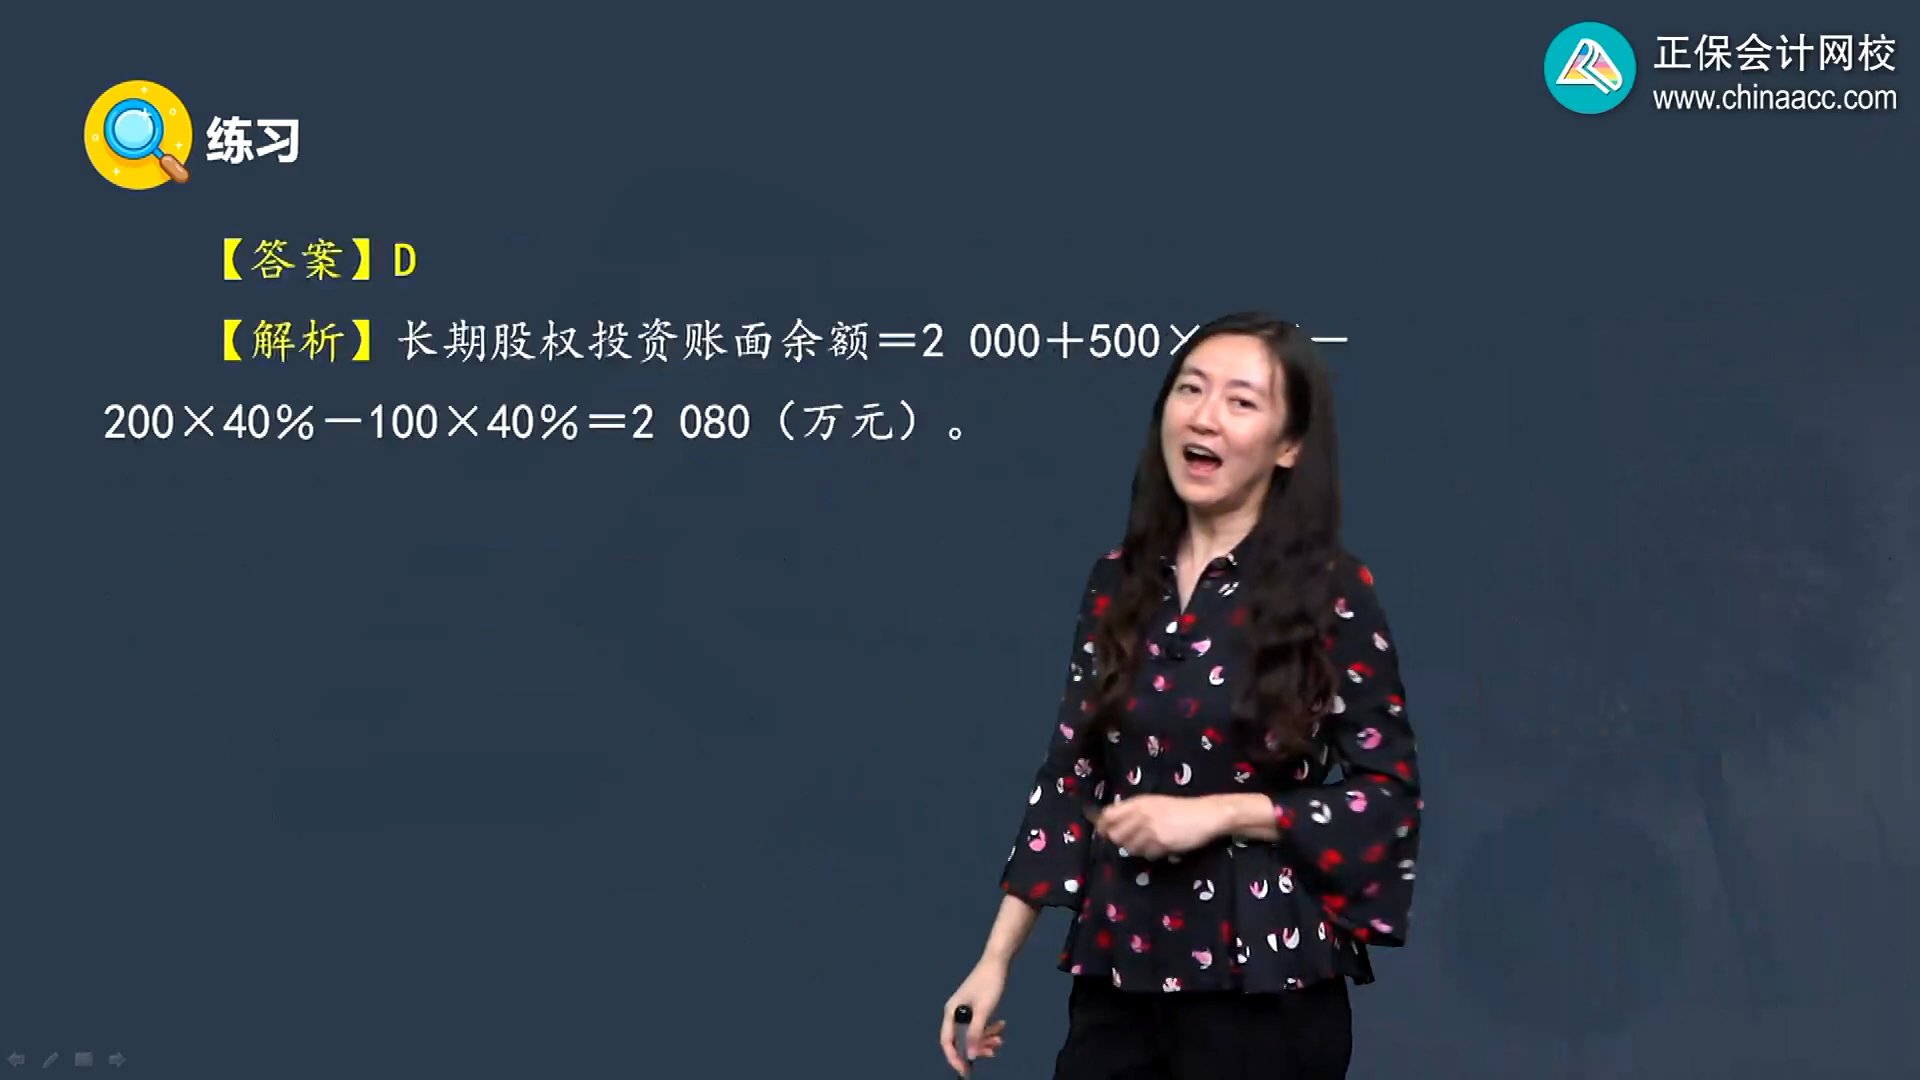 正保会计网校
www.chinaacc.com
练习
【答案】D
【解析】长期股权投资账面余额＝2 000＋500×－
200×40%－100×40%＝2 080（万元）。